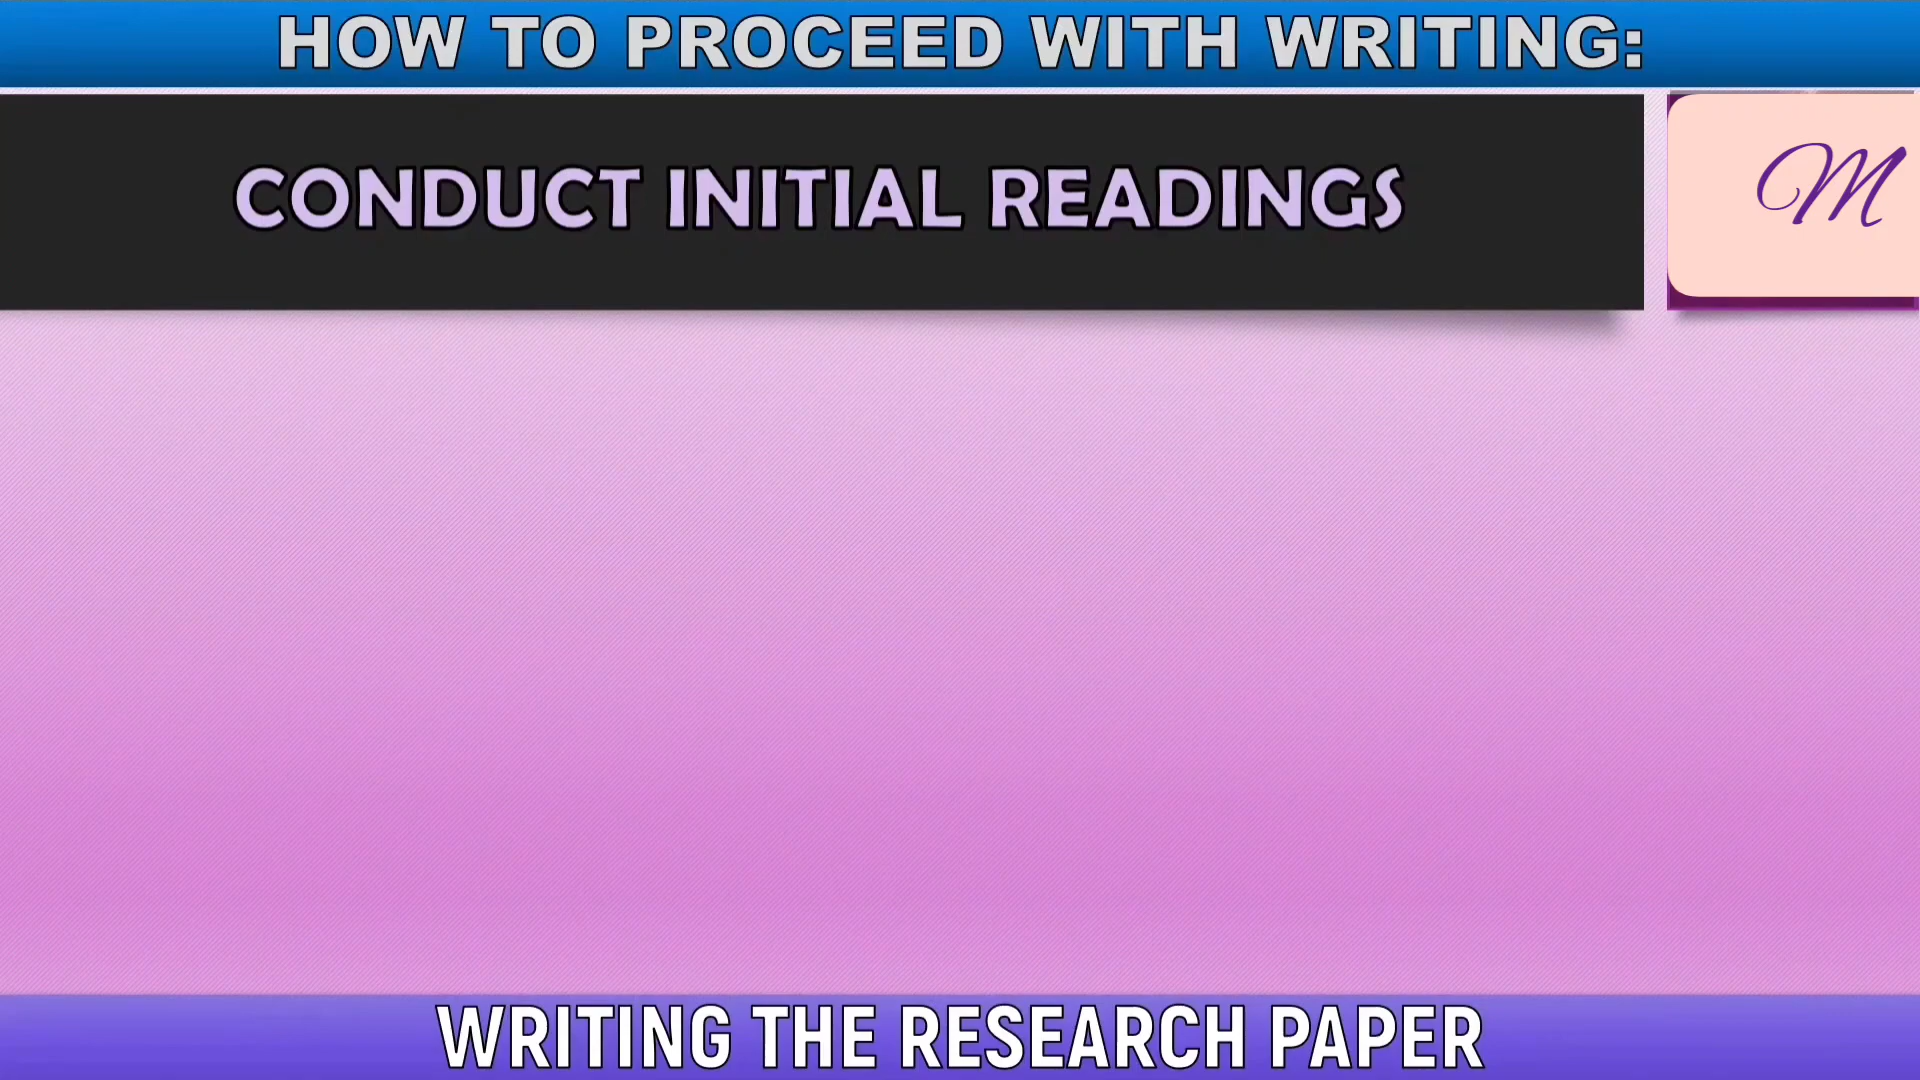 HOW TO PROCEED WITH WRITING:
CONDUCT INITIAL READINGS
M
WRITING THE RESEARCH PAPER